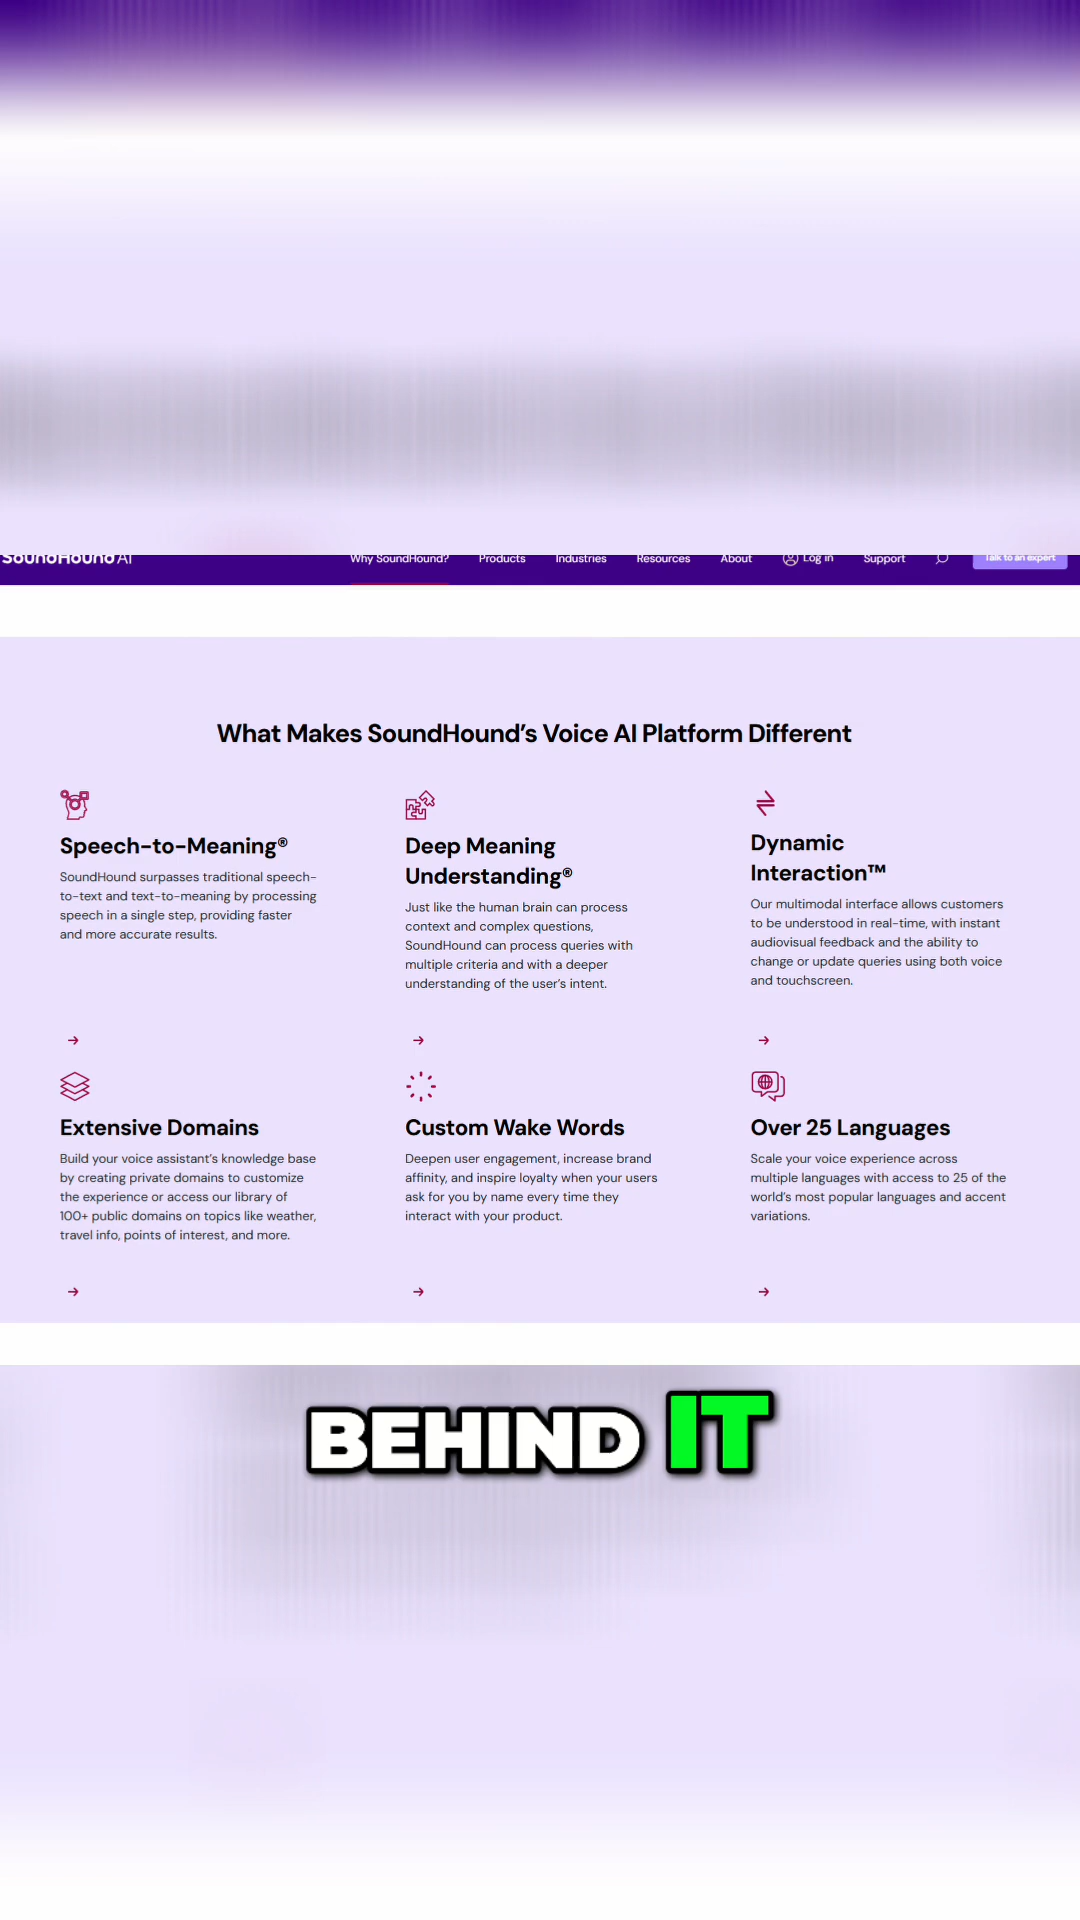 SoundHound AI Why SoundHound? Products Industries Resources About Log in Support Talk to an expert
What Makes SoundHound's Voice AI Platform Different
Speech-to-Meaning®
SoundHound surpasses traditional speech-
to-text and text-to-meaning by processing
speech in a single step, providing faster
and more accurate results.
Deep Meaning
Understanding®
Just like the human brain can process
context and complex questions,
SoundHound can process queries with
multiple criteria and with a deeper
understanding of the user's intent.
Dynamic
Interaction™
Our multimodal interface allows customers
to be understood in real-time, with instant
audiovisual feedback and the ability to
change or update queries using both voice
and touchscreen.
Extensive Domains
Build your voice assistant's knowledge base
by creating private domains to customize
the experience or access our library of
100+ public domains on topics like weather,
travel info, points of interest, and more.
Custom Wake Words
Deepen user engagement, increase brand
affinity, and inspire loyalty when your users
ask for you by name every time they
interact with your product.
Over 25 Languages
Scale your voice experience across
multiple languages with access to 25 of the
world's most popular languages and accent
variations.
BEHIND IT